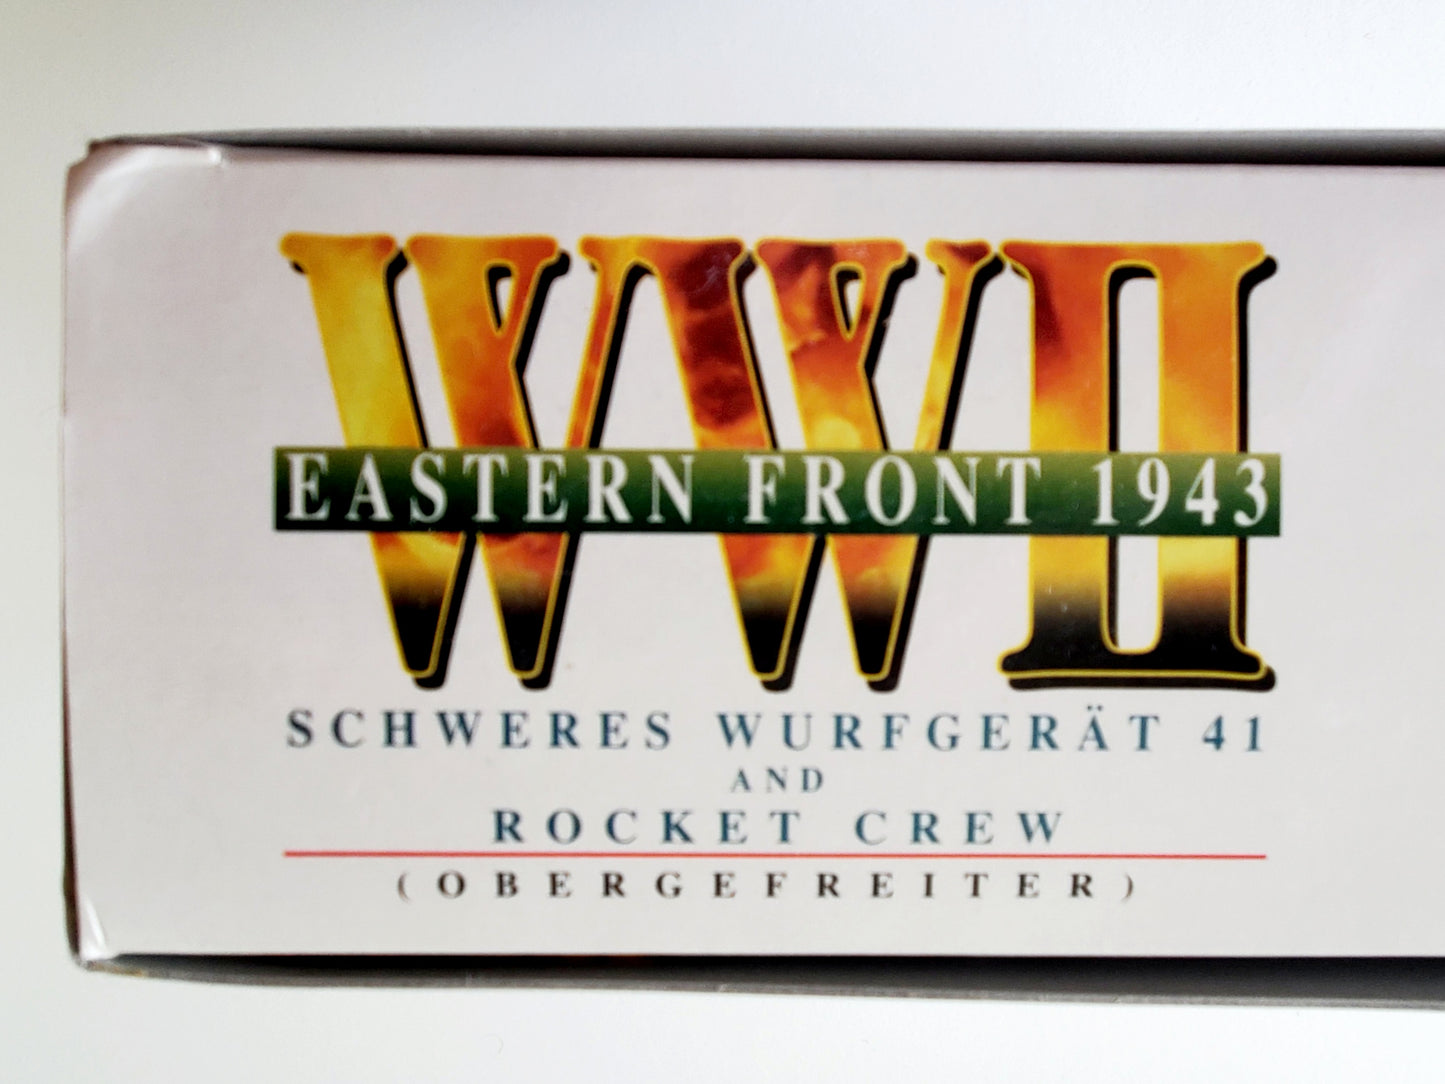 WWII
EASTERN FRONT 1943
SCHWERES WURFGERÄT 41
AND
ROCKET CREW
(OBERGEFREITER)